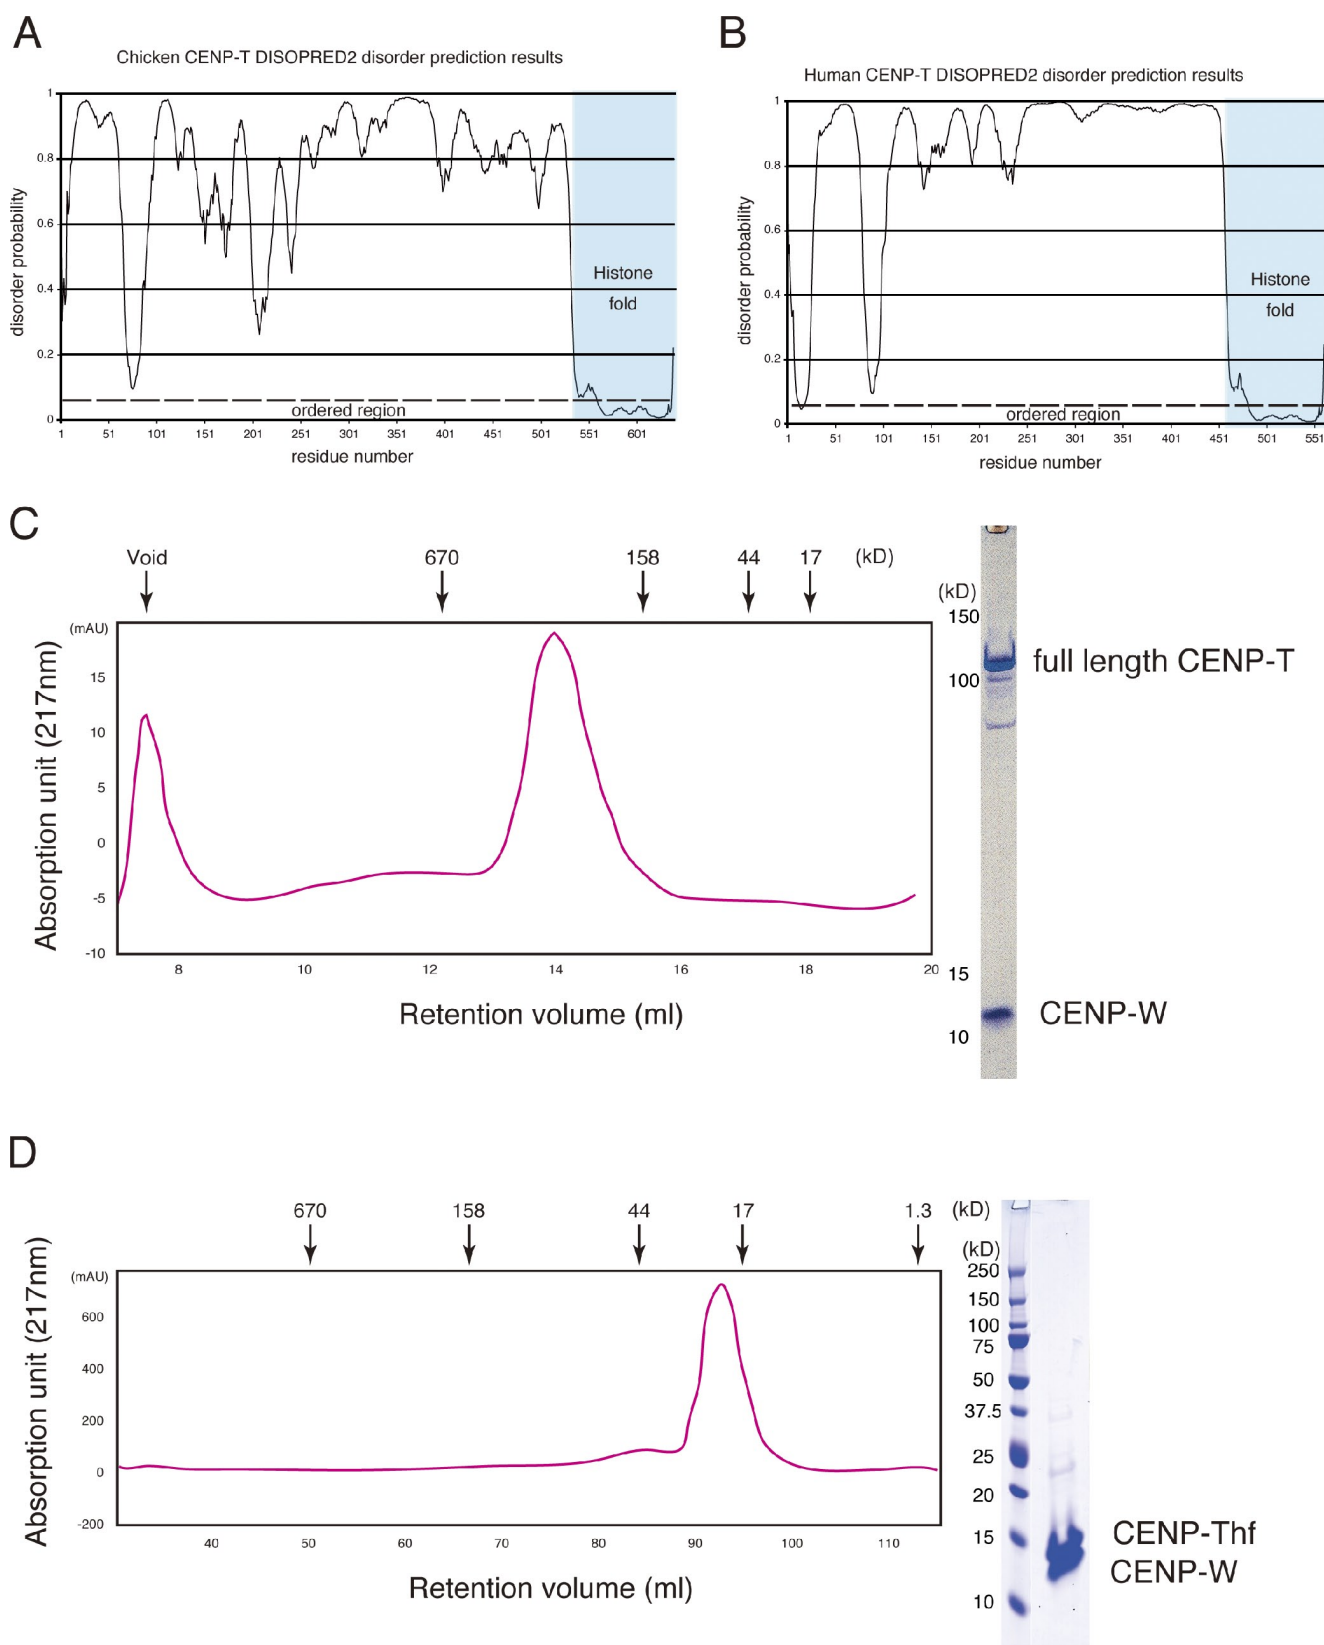 A
Chicken CENP-T DISOPRED2 disorder prediction results
disorder probability
1
0.8
0.6
0.4
0.2
0
Histone
fold
ordered region
1 51 101 151 201 251 301 351 401 451 501 551 601
residue number
B
Human CENP-T DISOPRED2 disorder prediction results
disorder probability
1
0.8
0.6
0.4
0.2
0
Histone
fold
ordered region
1 51 101 151 201 251 301 351 401 451 501 551
residue number
C
Void 670 158 44 17 (kD)
Absorption unit (217nm)
(mAU)
15
10
5
0
-5
-10
8 10 12 14 16 18 20
Retention volume (ml)
(kD)
150
100
15
10
full length CENP-T
CENP-W
D
670 158 44 17 1.3 (kD)
Absorption unit (217nm)
(mAU)
600
400
200
0
-200
40 50 60 70 80 90 100 110
Retention volume (ml)
(kD)
250
150
100
75
50
37.5
25
20
15
10
CENP-Thf
CENP-W